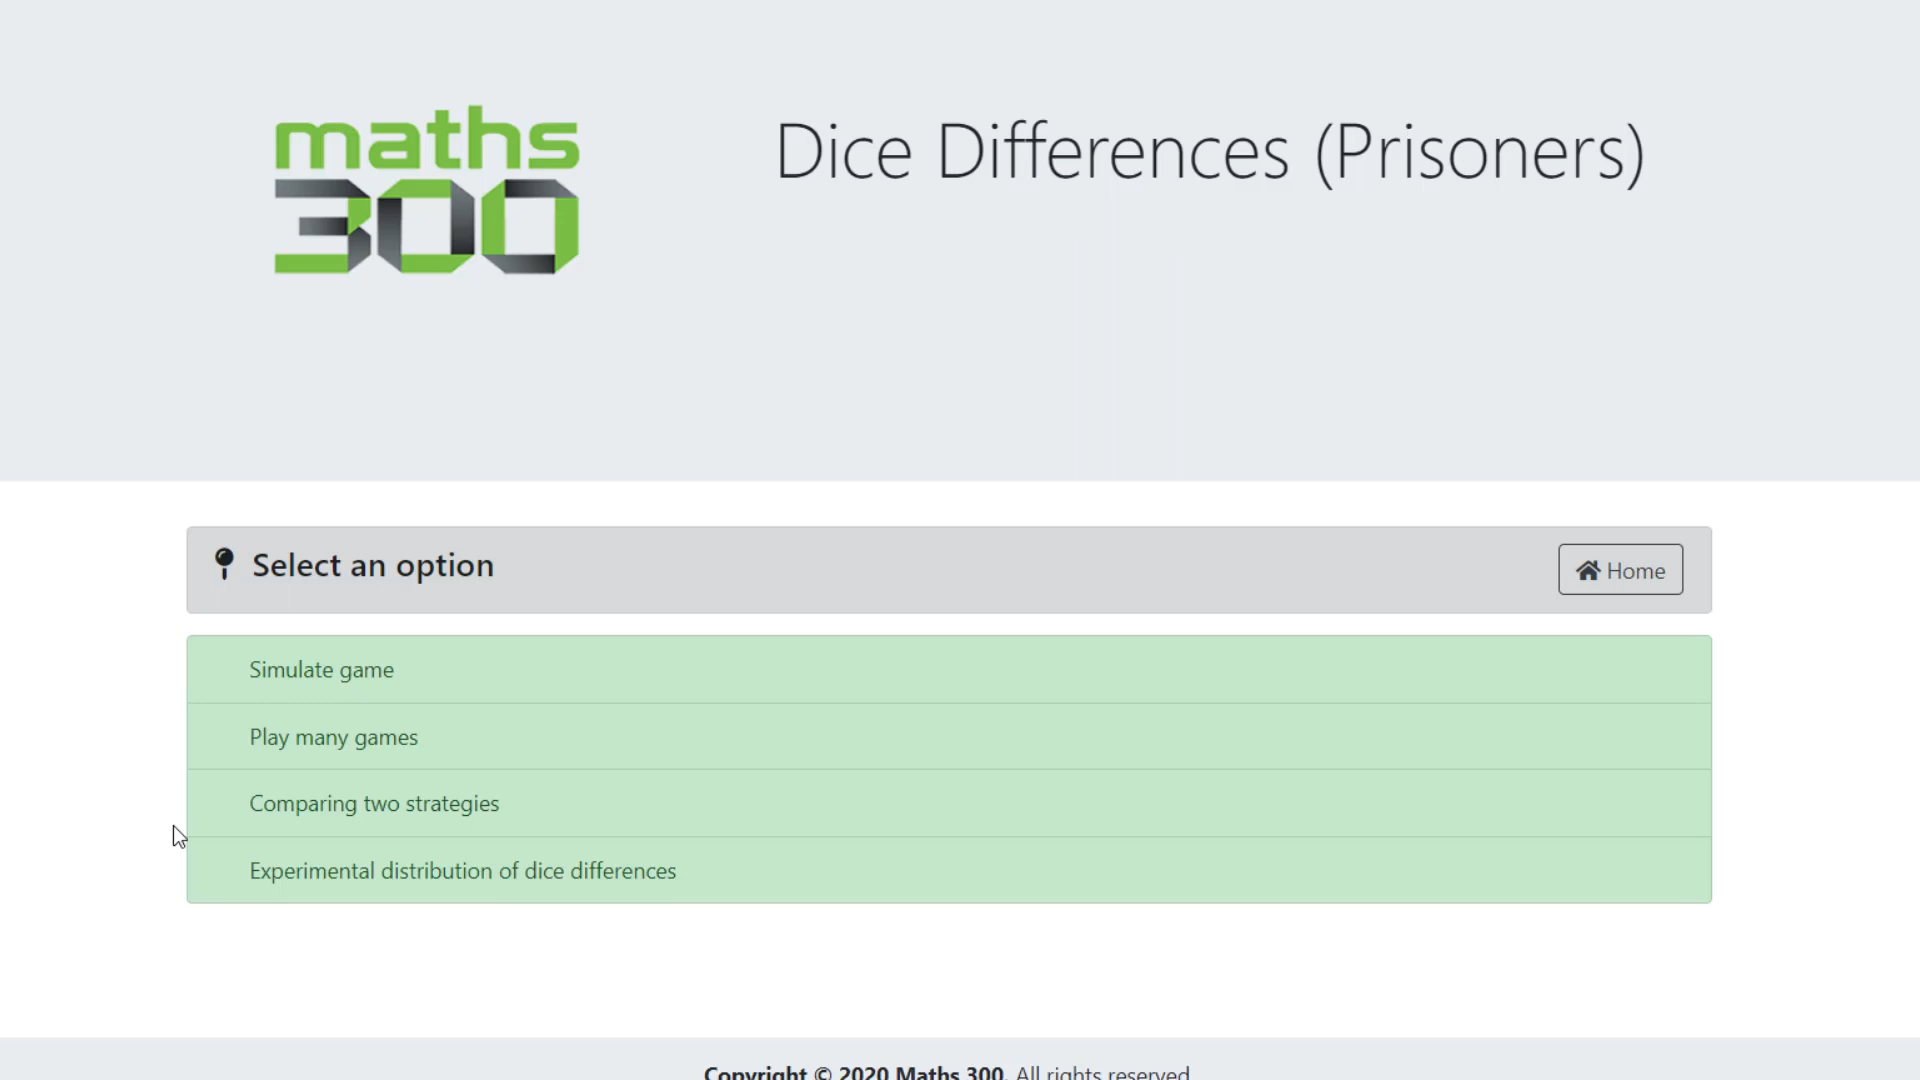 maths
300
Dice Differences (Prisoners)
Select an option
Home
Simulate game
Play many games
Comparing two strategies
Experimental distribution of dice differences
Copyright © 2020 Maths 300. All rights reserved